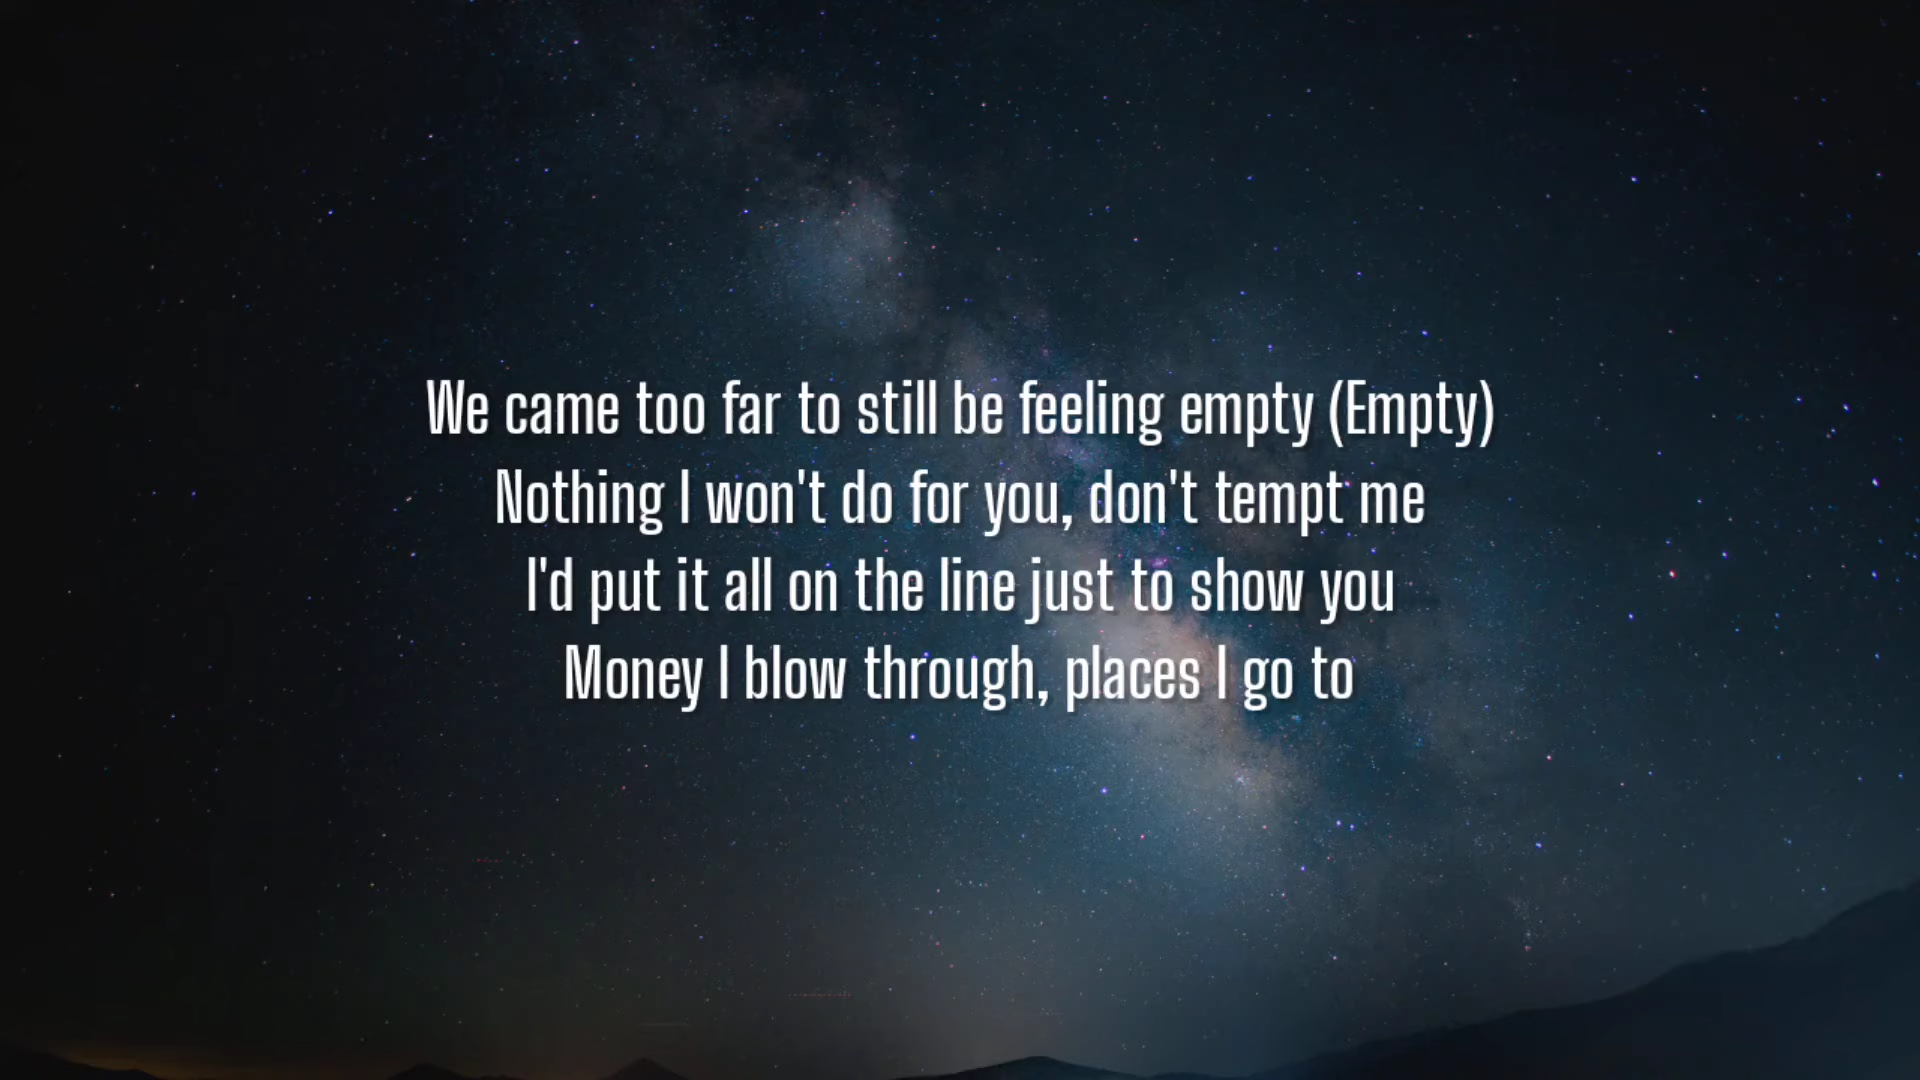 We came too far to still be feeling empty (Empty)
Nothing I won't do for you, don't tempt me
I'd put it all on the line just to show you
Money I blow through, places I go to